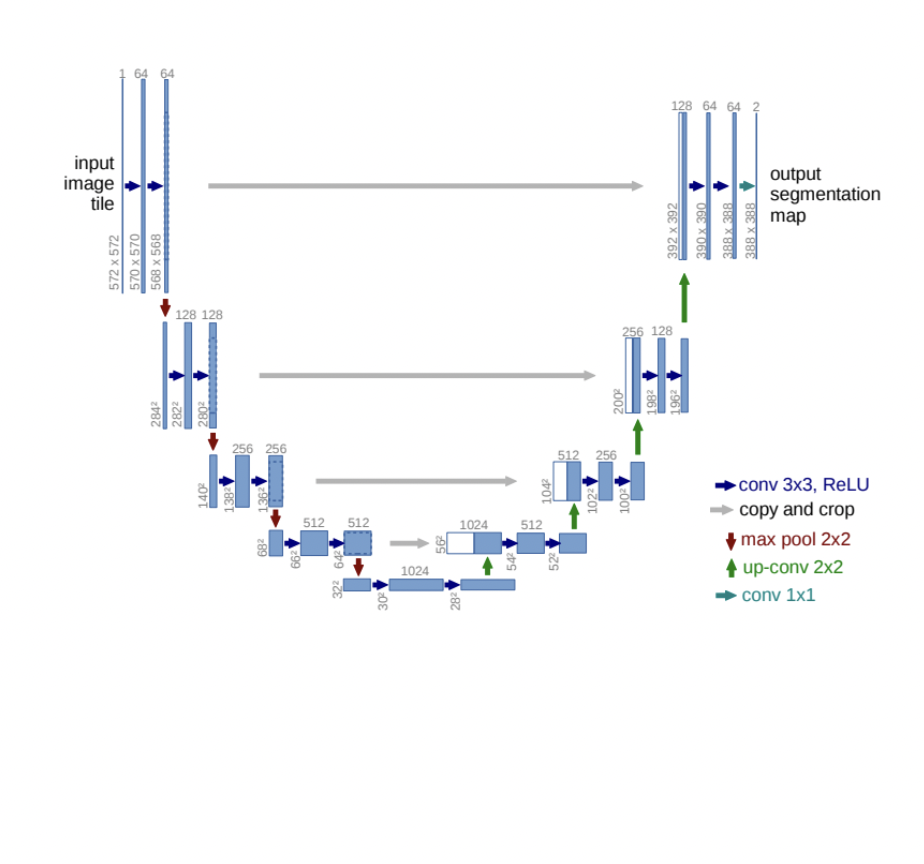 1 64 64
input
image
tile
572 x 572
570 x 570
568 x 568
128 64 64 2
392 x 392
390 x 390
388 x 388
388 x 388
output
segmentation
map
128 128
284²
282²
280²
256 128
200²
198²
196²
256 256
140²
138²
136²
512 256
104²
102²
100²
512 512
68²
66²
64²
1024 512
56²
54²
52²
1024
32²
30²
28²
conv 3x3, ReLU
copy and crop
max pool 2x2
up-conv 2x2
conv 1x1